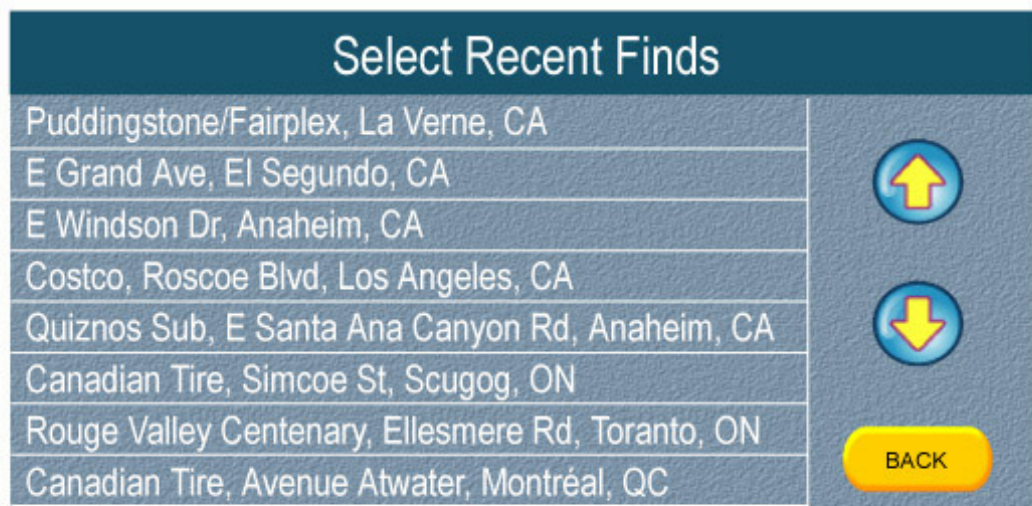 Select Recent Finds
Puddingstone/Fairplex, La Verne, CA
E Grand Ave, El Segundo, CA
E Windson Dr, Anaheim, CA
Costco, Roscoe Blvd, Los Angeles, CA
Quiznos Sub, E Santa Ana Canyon Rd, Anaheim, CA
Canadian Tire, Simcoe St, Scugog, ON
Rouge Valley Centenary, Ellesmere Rd, Toranto, ON
Canadian Tire, Avenue Atwater, Montréal, QC
BACK